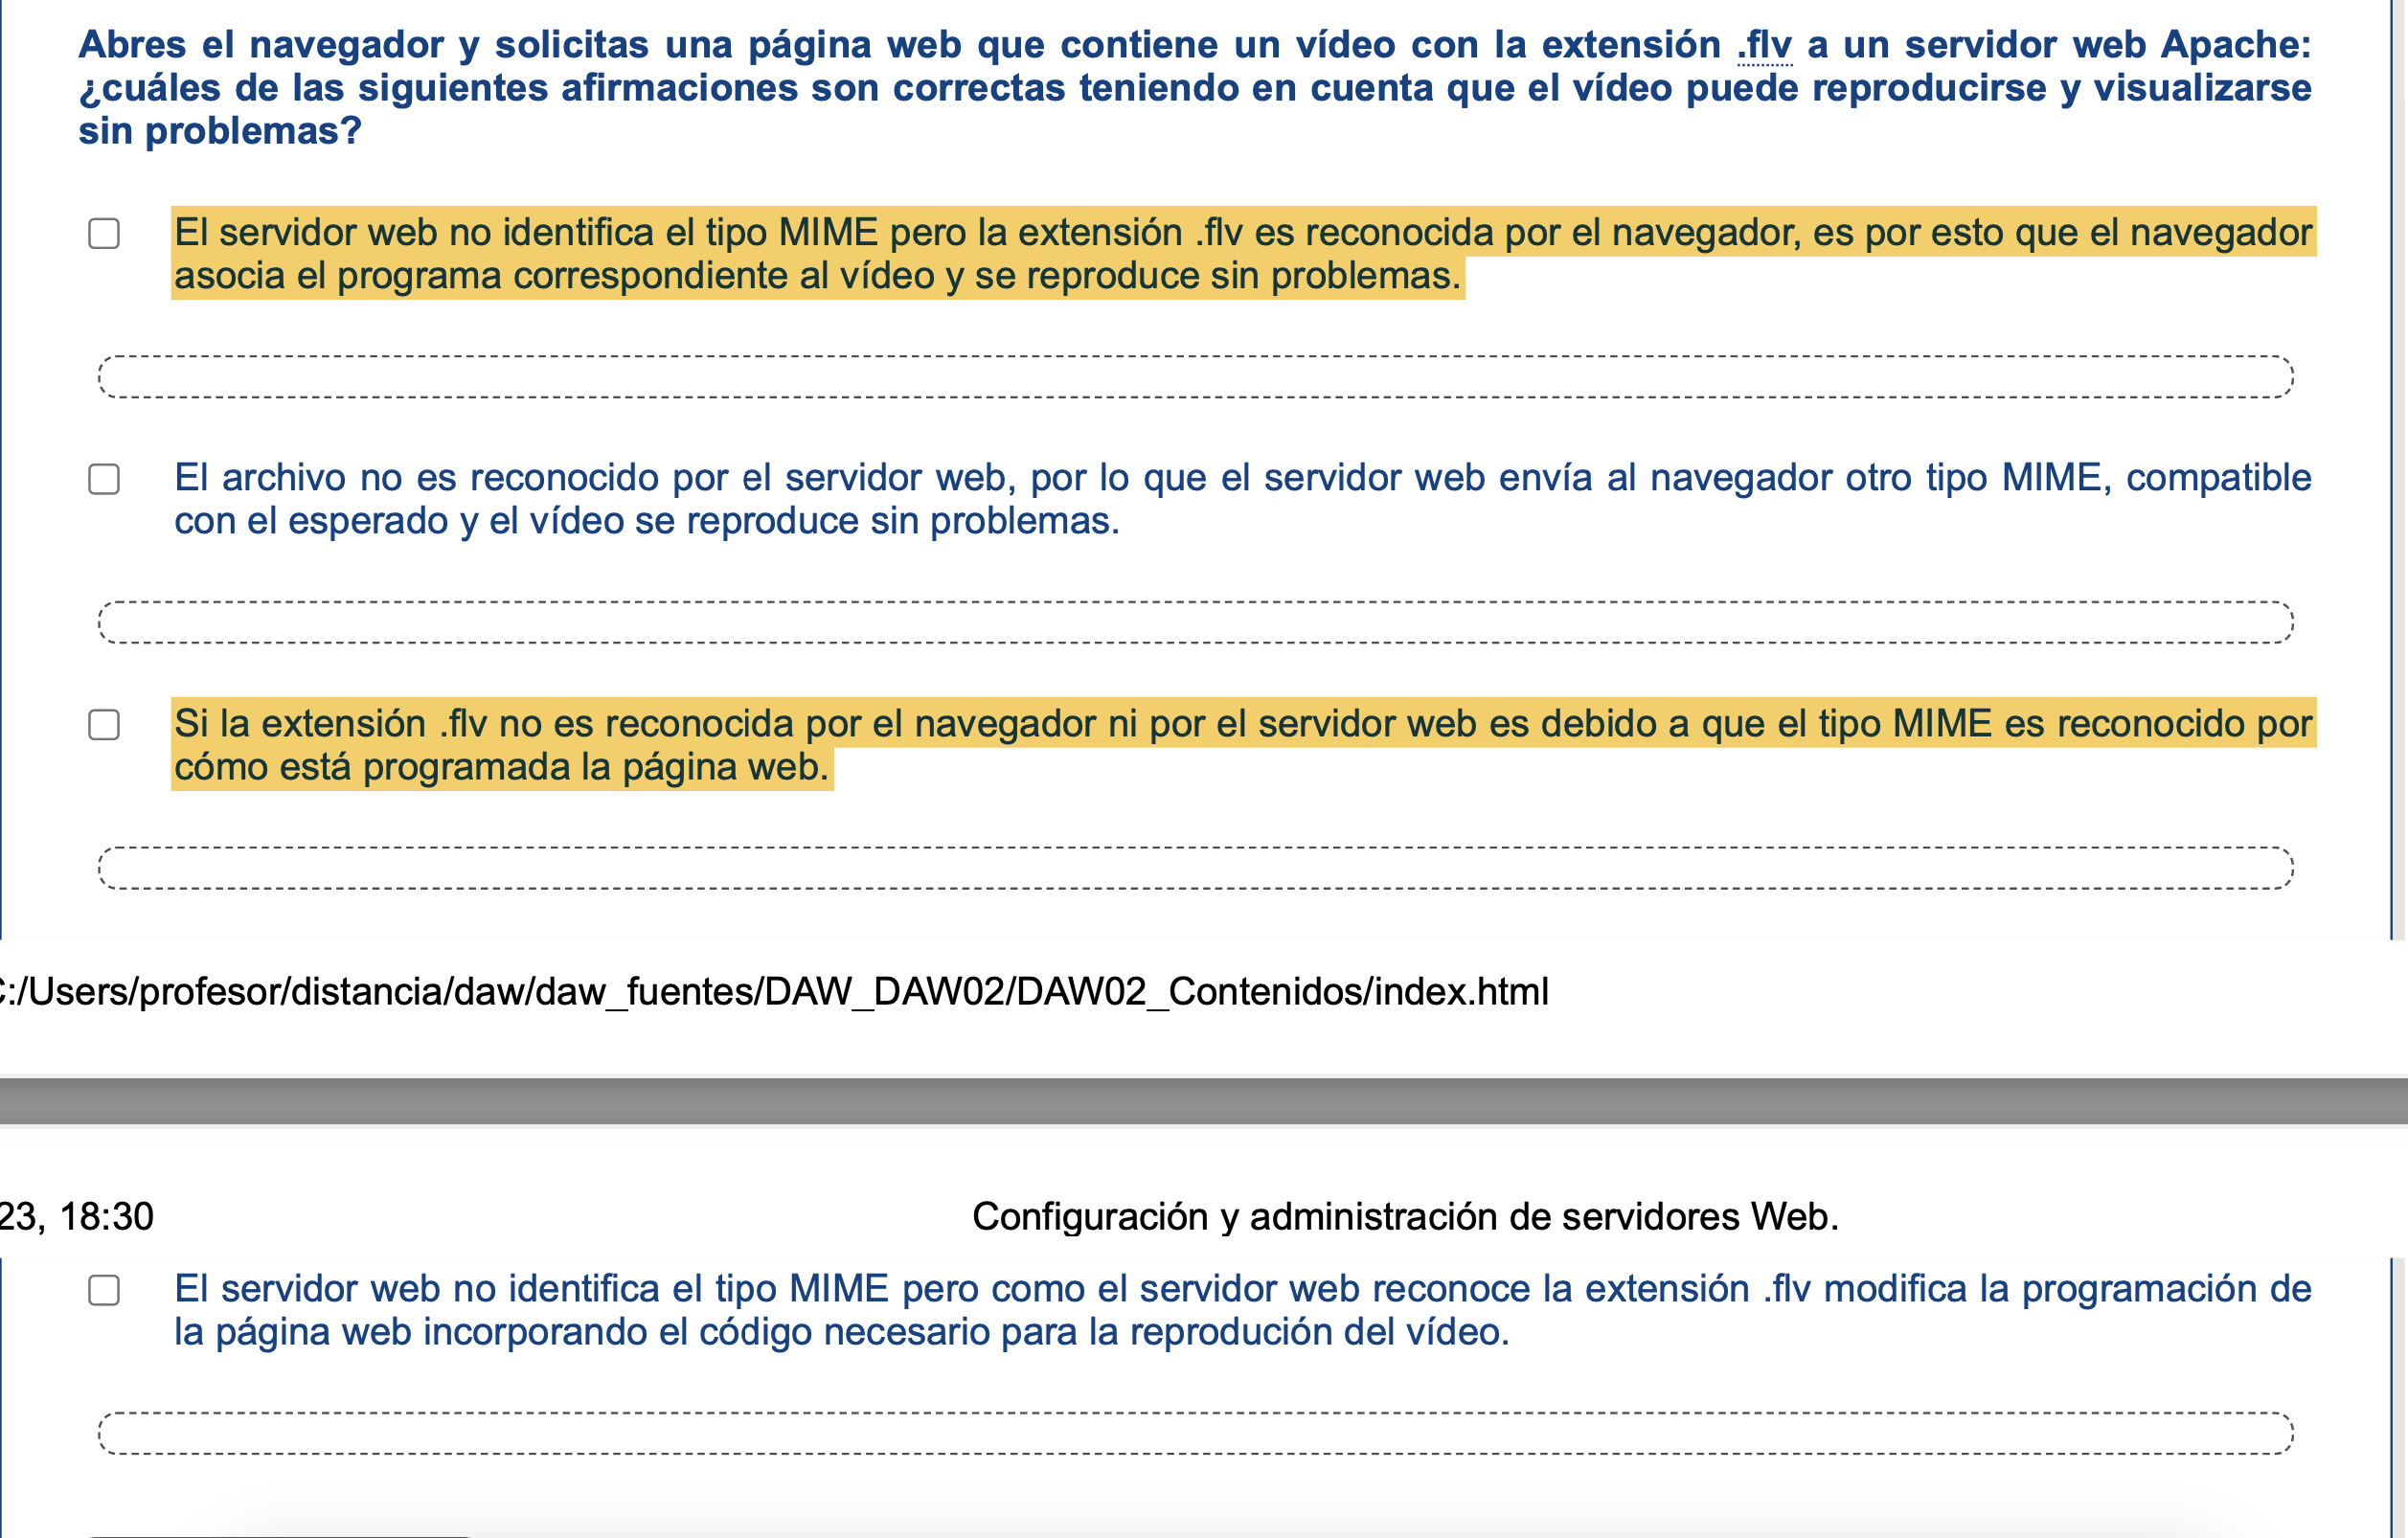 Abres el navegador y solicitas una página web que contiene un vídeo con la extensión .flv a un servidor web Apache:
¿cuáles de las siguientes afirmaciones son correctas teniendo en cuenta que el vídeo puede reproducirse y visualizarse
sin problemas?
El servidor web no identifica el tipo MIME pero la extensión .flv es reconocida por el navegador, es por esto que el navegador
asocia el programa correspondiente al vídeo y se reproduce sin problemas.
El archivo no es reconocido por el servidor web, por lo que el servidor web envía al navegador otro tipo MIME, compatible
con el esperado y el vídeo se reproduce sin problemas.
Si la extensión .flv no es reconocida por el navegador ni por el servidor web es debido a que el tipo MIME es reconocido por
cómo está programada la página web.
:/Users/profesor/distancia/daw/daw_fuentes/DAW_DAW02/DAW02_Contenidos/index.html
23, 18:30
Configuración y administración de servidores Web.
El servidor web no identifica el tipo MIME pero como el servidor web reconoce la extensión .flv modifica la programación de
la página web incorporando el código necesario para la reprodución del vídeo.